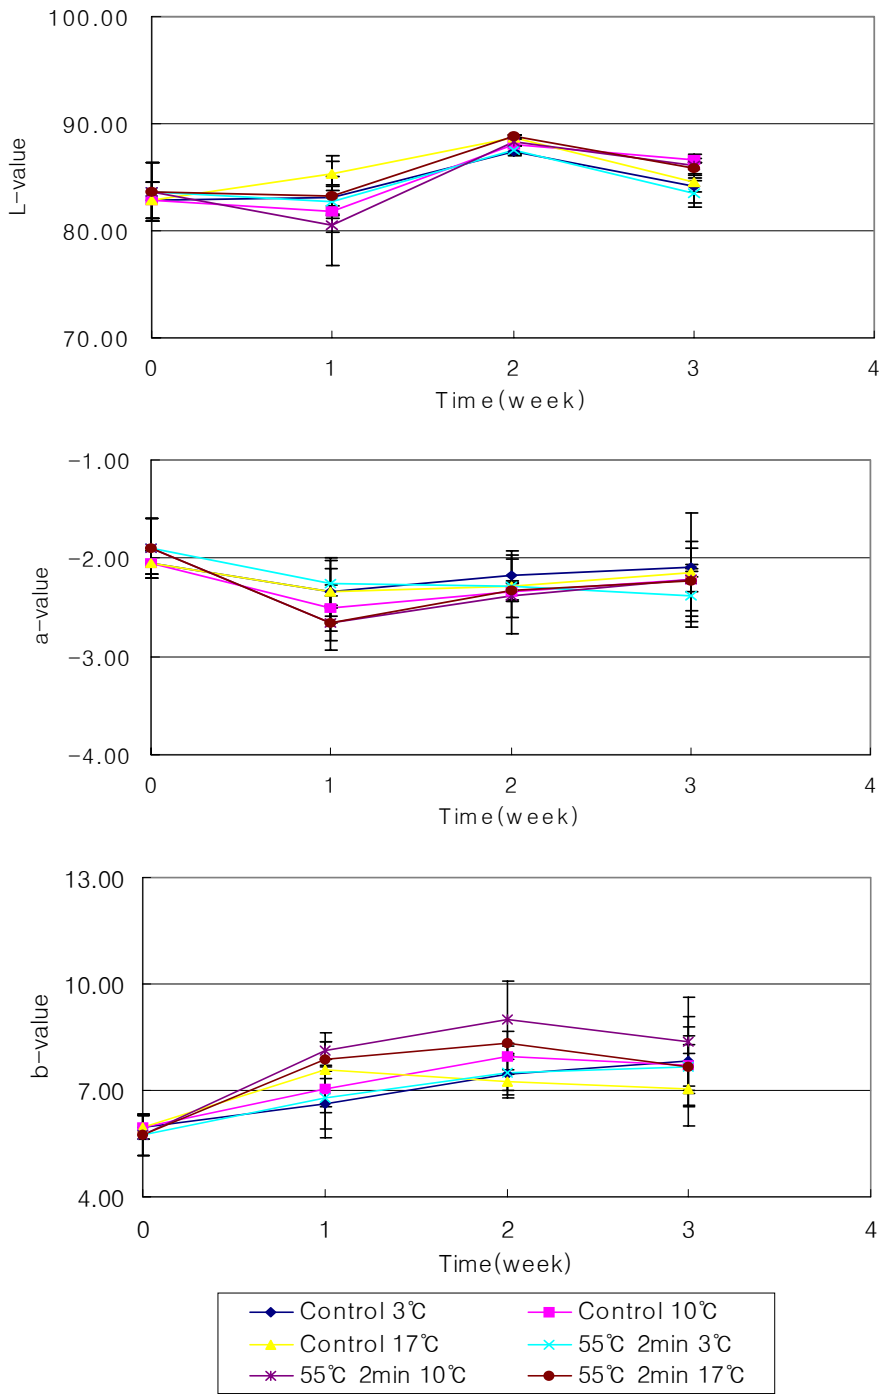 100.00
90.00
80.00
70.00
L-value
0 1 2 3 4
Time(week)
-1.00
-2.00
-3.00
-4.00
a-value
0 1 2 3 4
Time(week)
13.00
10.00
7.00
4.00
b-value
0 1 2 3 4
Time(week)
Control 3℃ Control 10℃
Control 17℃ 55℃ 2min 3℃
55℃ 2min 10℃ 55℃ 2min 17℃